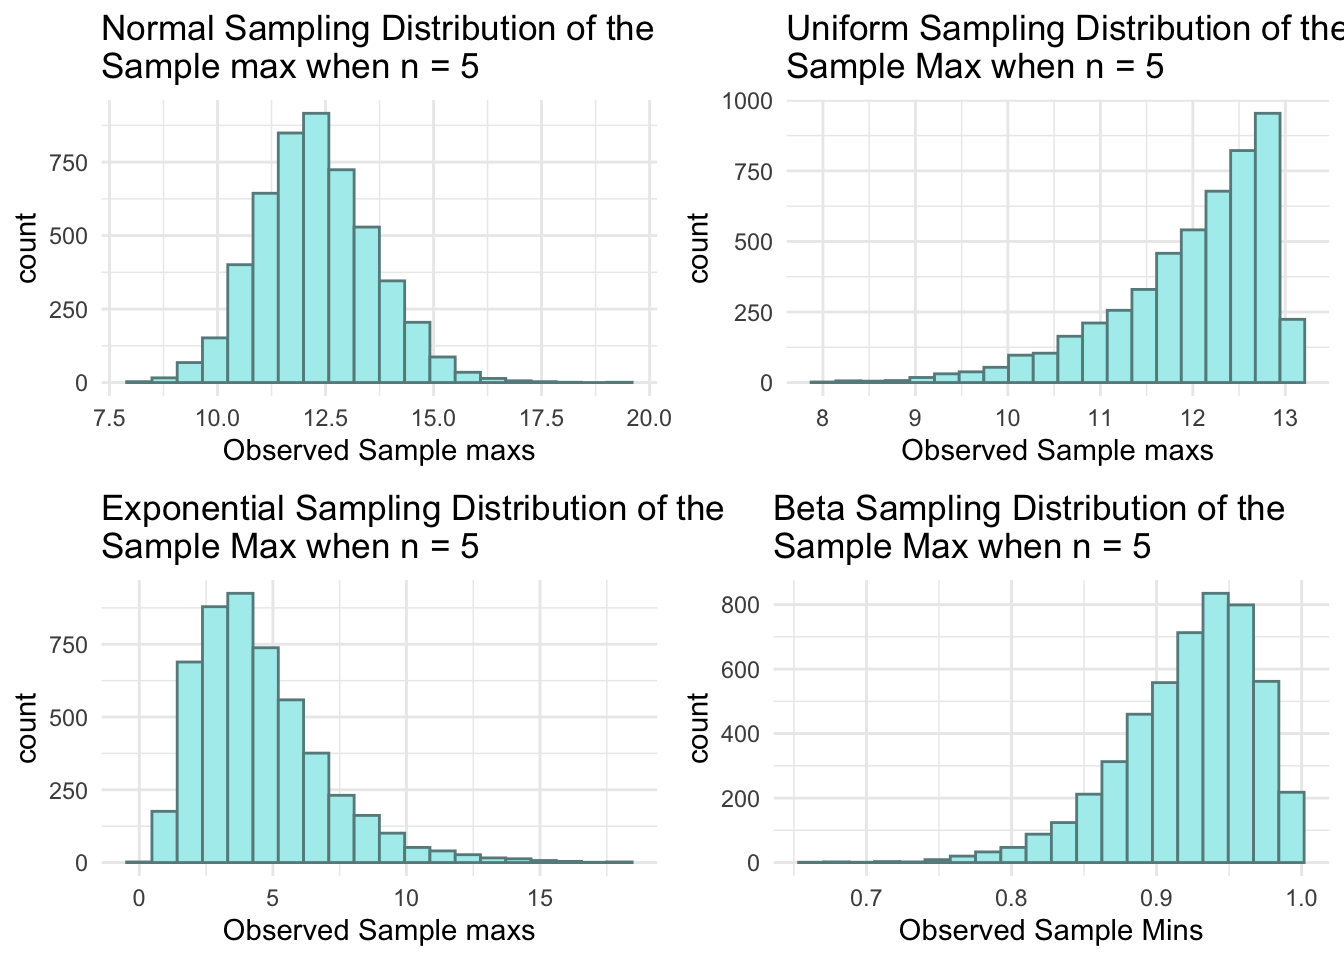 Normal Sampling Distribution of the
Sample max when n = 5
count
750
500
250
0
7.5 10.0 12.5 15.0 17.5 20.0
Observed Sample maxs
Uniform Sampling Distribution of the
Sample Max when n = 5
count
1000
750
500
250
0
8 9 10 11 12 13
Observed Sample maxs
Exponential Sampling Distribution of the
Sample Max when n = 5
count
750
500
250
0
0 5 10 15
Observed Sample maxs
Beta Sampling Distribution of the
Sample Max when n = 5
count
800
600
400
200
0
0.7 0.8 0.9 1.0
Observed Sample Mins